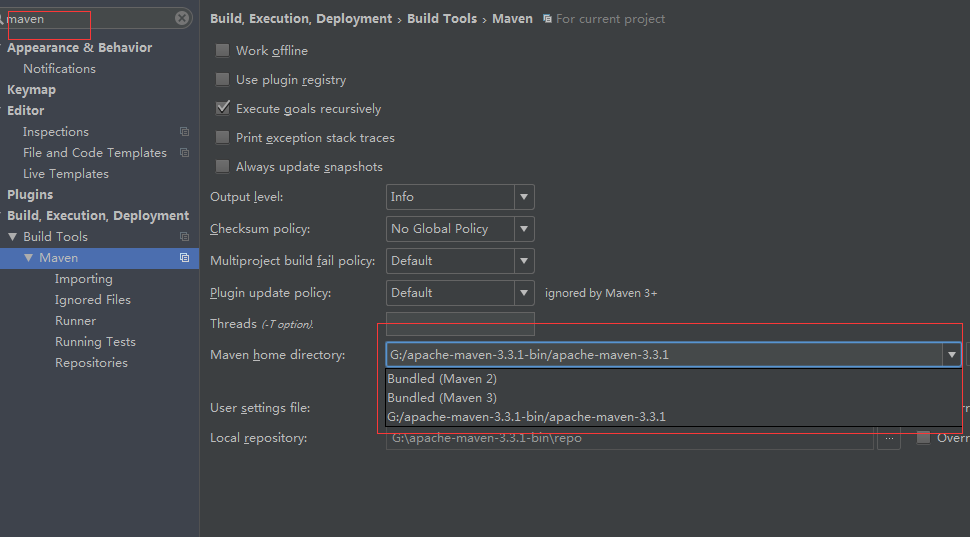 maven
Appearance & Behavior
Notifications
Keymap
Editor
Inspections
File and Code Templates
Live Templates
Plugins
Build, Execution, Deployment
Build Tools
Maven
Importing
Ignored Files
Runner
Running Tests
Repositories
Build, Execution, Deployment › Build Tools › Maven For current project
Work offline
Use plugin registry
Execute goals recursively
Print exception stack traces
Always update snapshots
Output level: Info
Checksum policy: No Global Policy
Multiproject build fail policy: Default
Plugin update policy: Default ignored by Maven 3+
Threads (-T option).
Maven home directory: G:/apache-maven-3.3.1-bin/apache-maven-3.3.1
Bundled (Maven 2)
Bundled (Maven 3)
G:/apache-maven-3.3.1-bin/apache-maven-3.3.1
User settings file:
Local repository: G:\apache-maven-3.3.1-bin\repo ... Overr